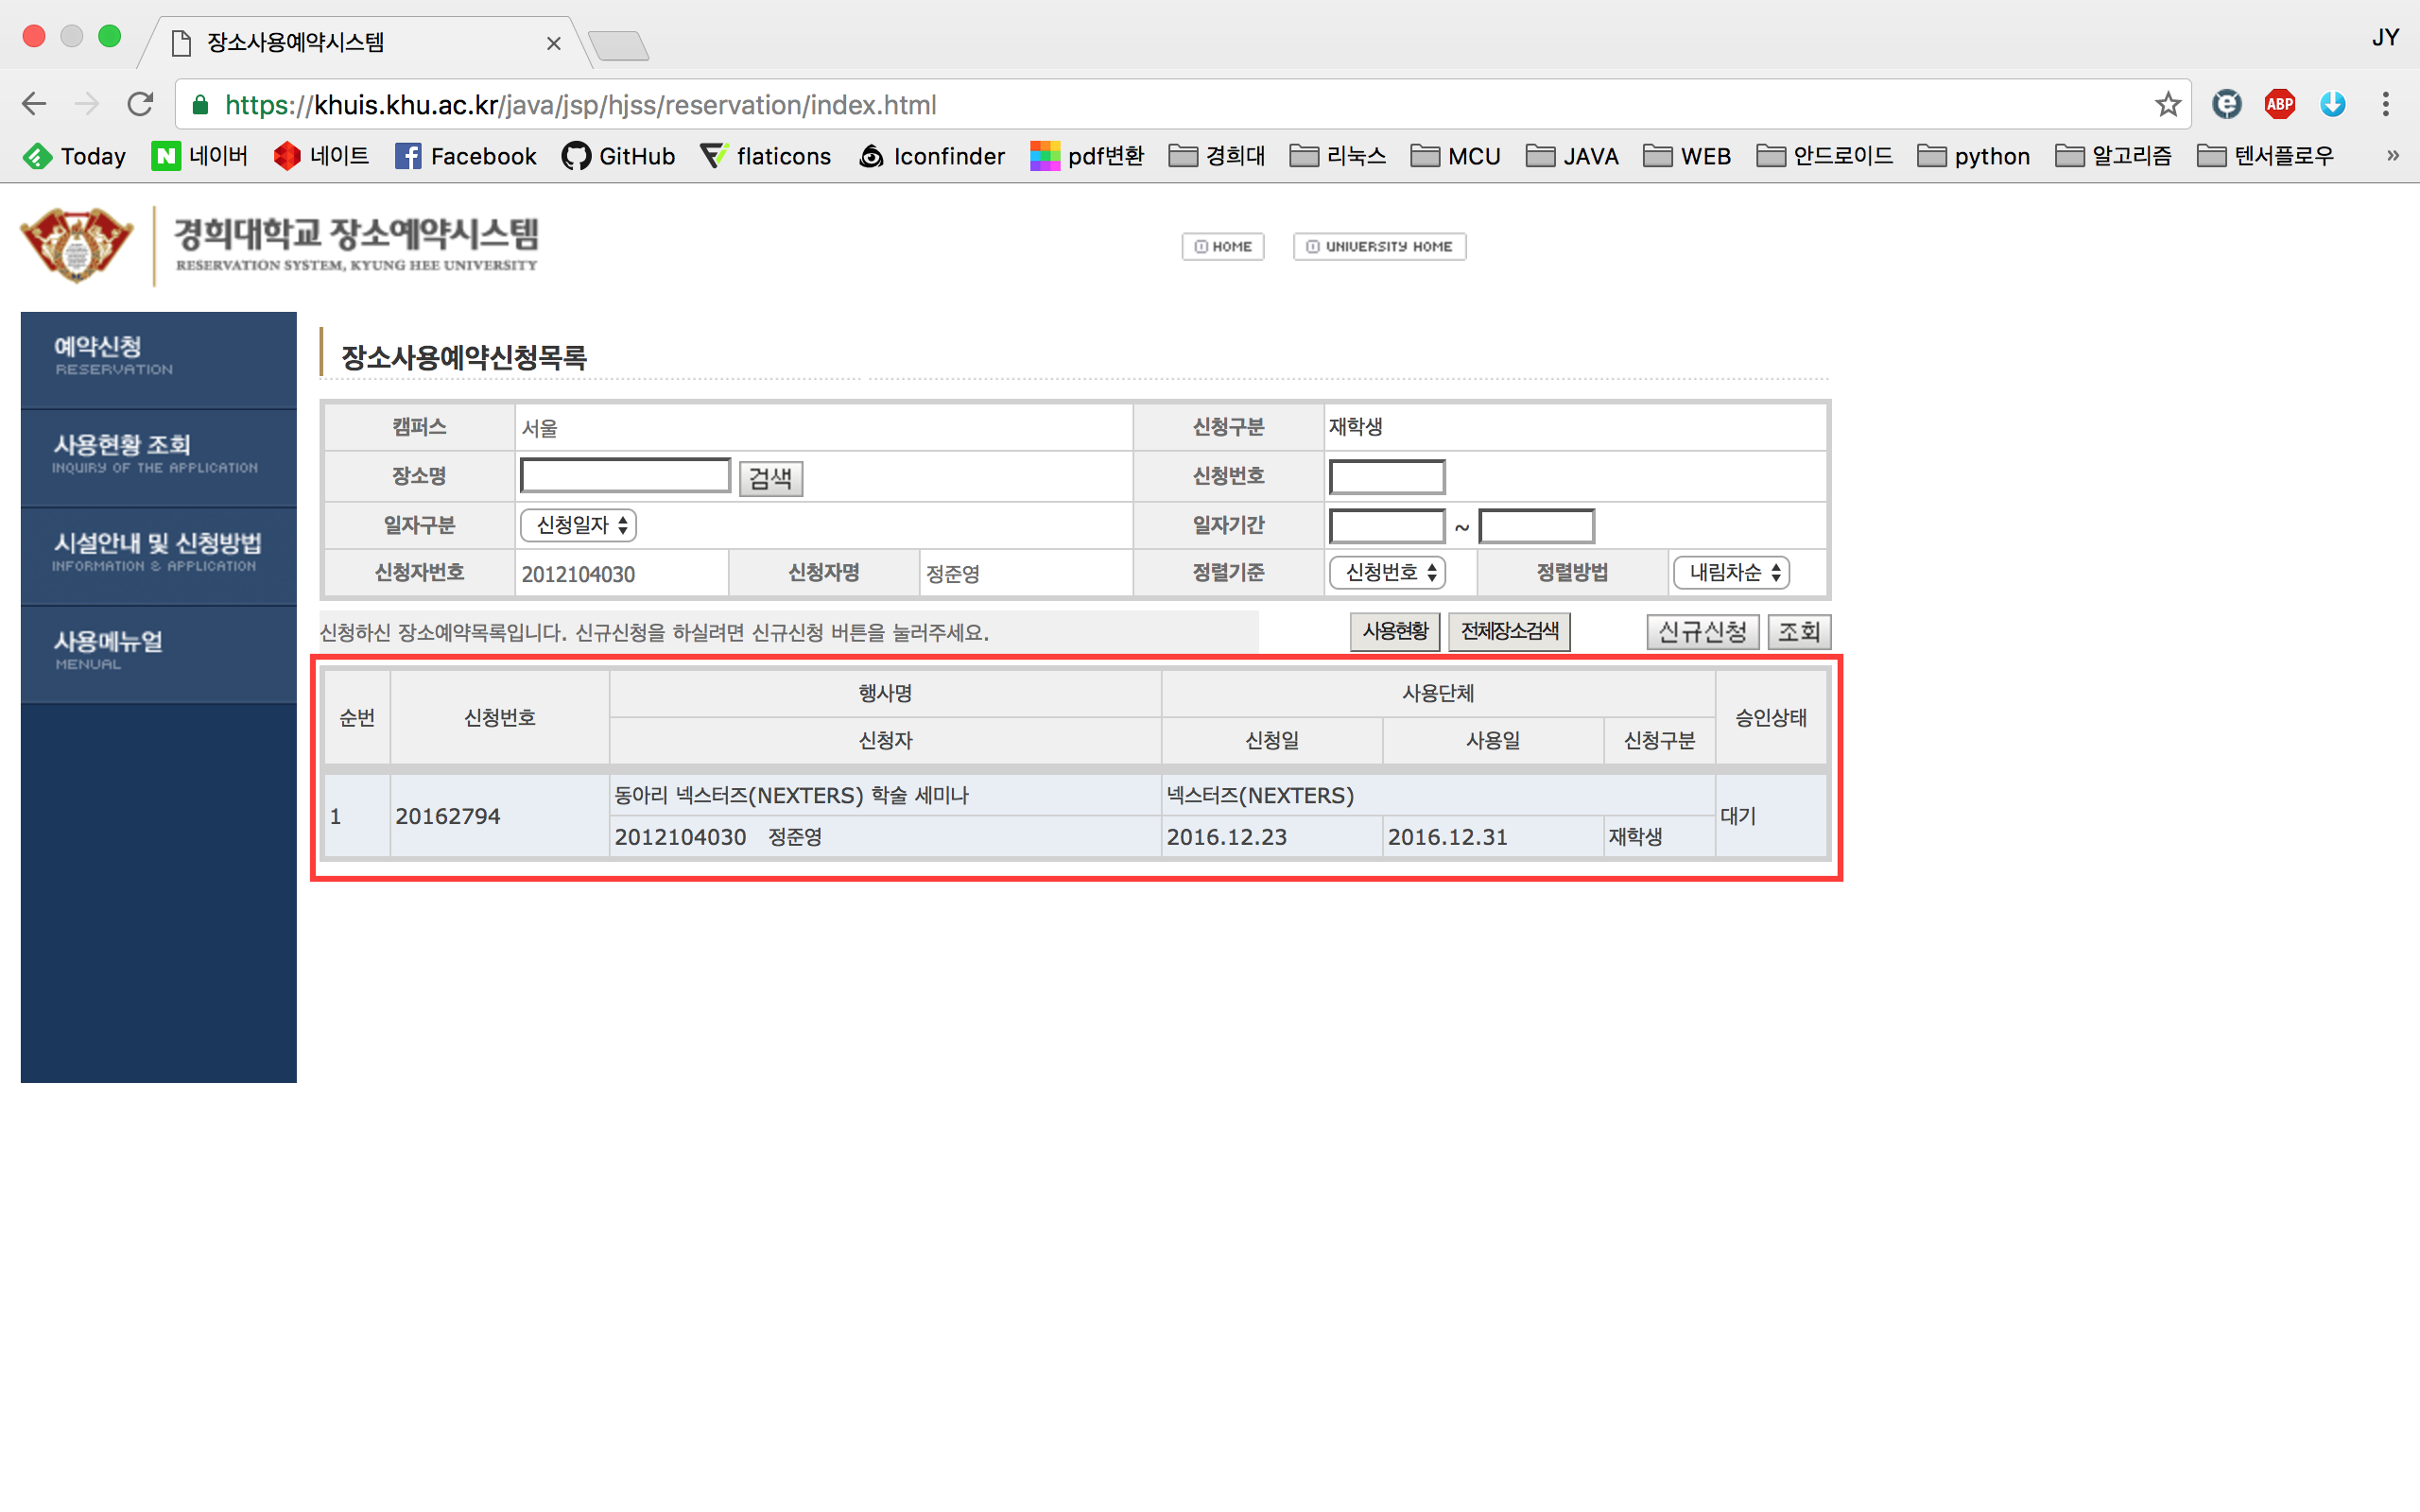 장소사용예약시스템
JY
https://khuis.khu.ac.kr/java/jsp/hjss/reservation/index.html
ABP
Today 네이버 네이트 Facebook GitHub flaticons Iconfinder pdf변환 경희대 리눅스 MCU JAVA WEB 안드로이드 python 알고리즘 텐서플로우 »
경희대학교 장소예약시스템
RESERVATION SYSTEM, KYUNG HEE UNIVERSITY
HOME UNIVERSITY HOME
예약신청
RESERVATION
사용현황 조회
INQUIRY OF THE APPLICATION
시설안내 및 신청방법
INFORMATION & APPLICATION
사용메뉴얼
MENUAL
장소사용예약신청목록
캠퍼스 서울 신청구분 재학생
장소명 검색 신청번호
일자구분 신청일자 일자기간 ~
신청자번호 2012104030 신청자명 정준영 정렬기준 신청번호 정렬방법 내림차순
신청하신 장소예약목록입니다. 신규신청을 하실려면 신규신청 버튼을 눌러주세요. 사용현황 전체장소검색 신규신청 조회
순번 신청번호 행사명 사용단체 승인상태
신청자 신청일 사용일 신청구분
1 20162794 동아리 넥스터즈(NEXTERS) 학술 세미나 넥스터즈(NEXTERS) 대기
2012104030 정준영 2016.12.23 2016.12.31 재학생